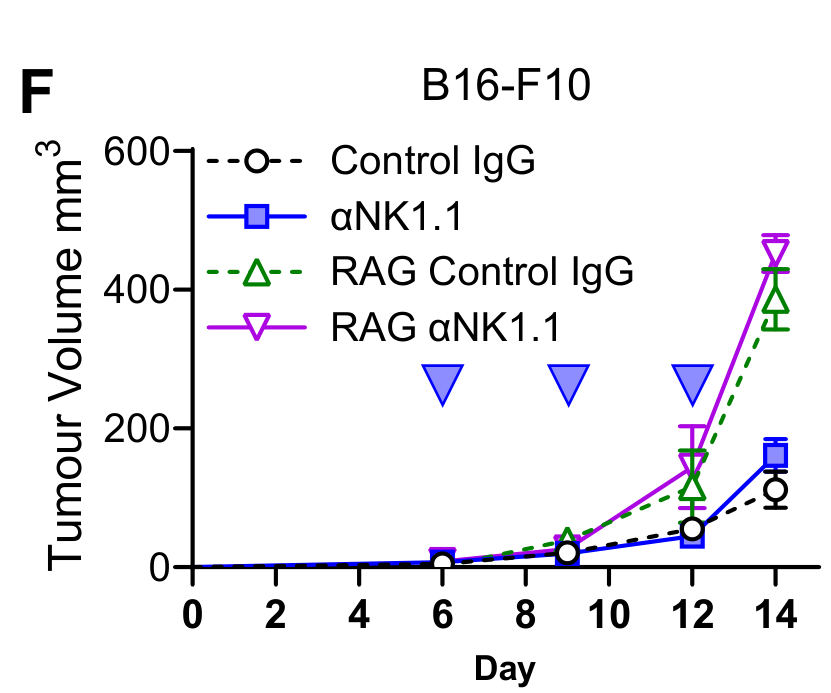 F
B16-F10
Tumour Volume mm³
600
400
200
0
Control IgG
αNK1.1
RAG Control IgG
RAG αNK1.1
0 2 4 6 8 10 12 14
Day